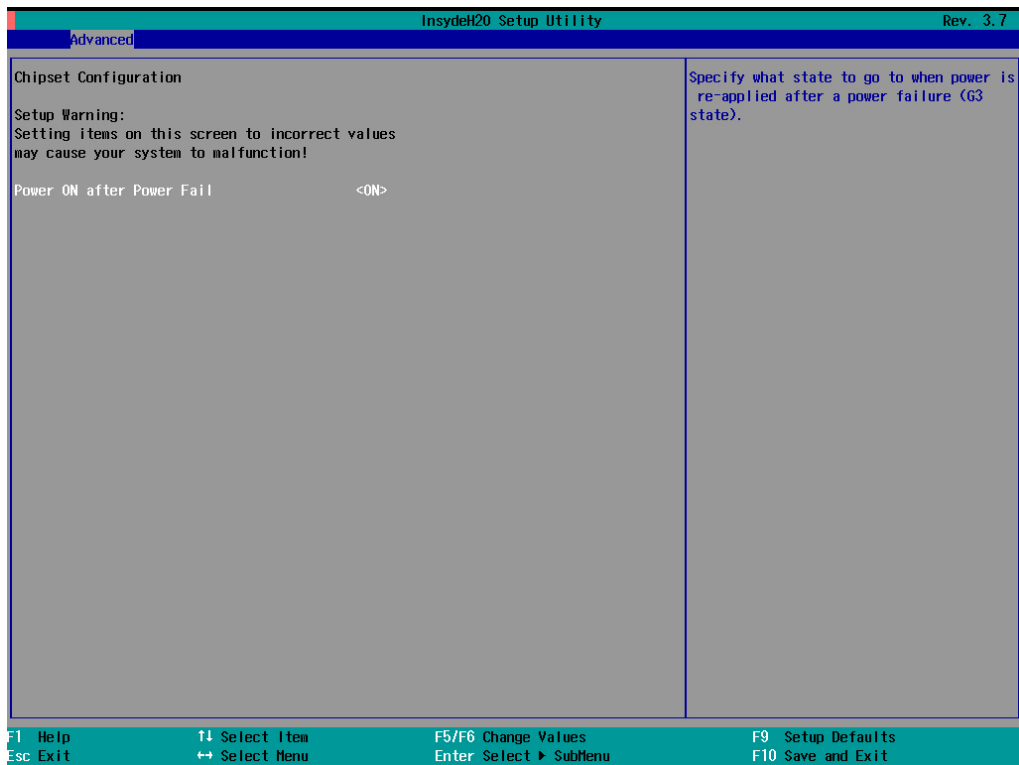 InsydeH20 Setup Utility Rev. 3.7
Advanced
Chipset Configuration
Setup Warning:
Setting items on this screen to incorrect values
may cause your system to malfunction!
Power ON after Power Fail <ON>
Specify what state to go to when power is
re-applied after a power failure (G3
state).
F1 Help ↑↓ Select Item F5/F6 Change Values F9 Setup Defaults
Esc Exit ↔ Select Menu Enter Select ▶ SubMenu F10 Save and Exit